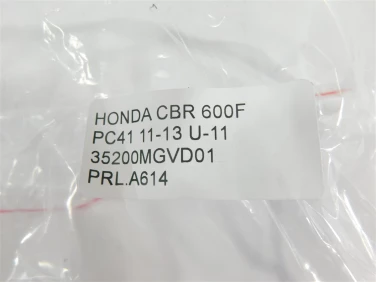 HONDA CBR 600F
PC41 11-13 U-11
35200MGVD01
PRL.A614